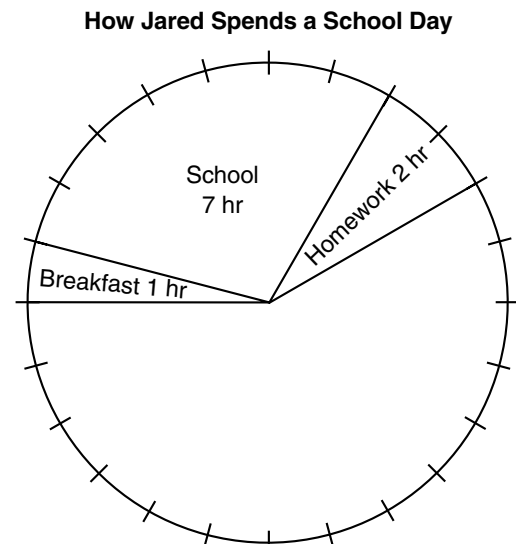 How Jared Spends a School Day
School
7 hr
Homework 2 hr
Breakfast 1 hr